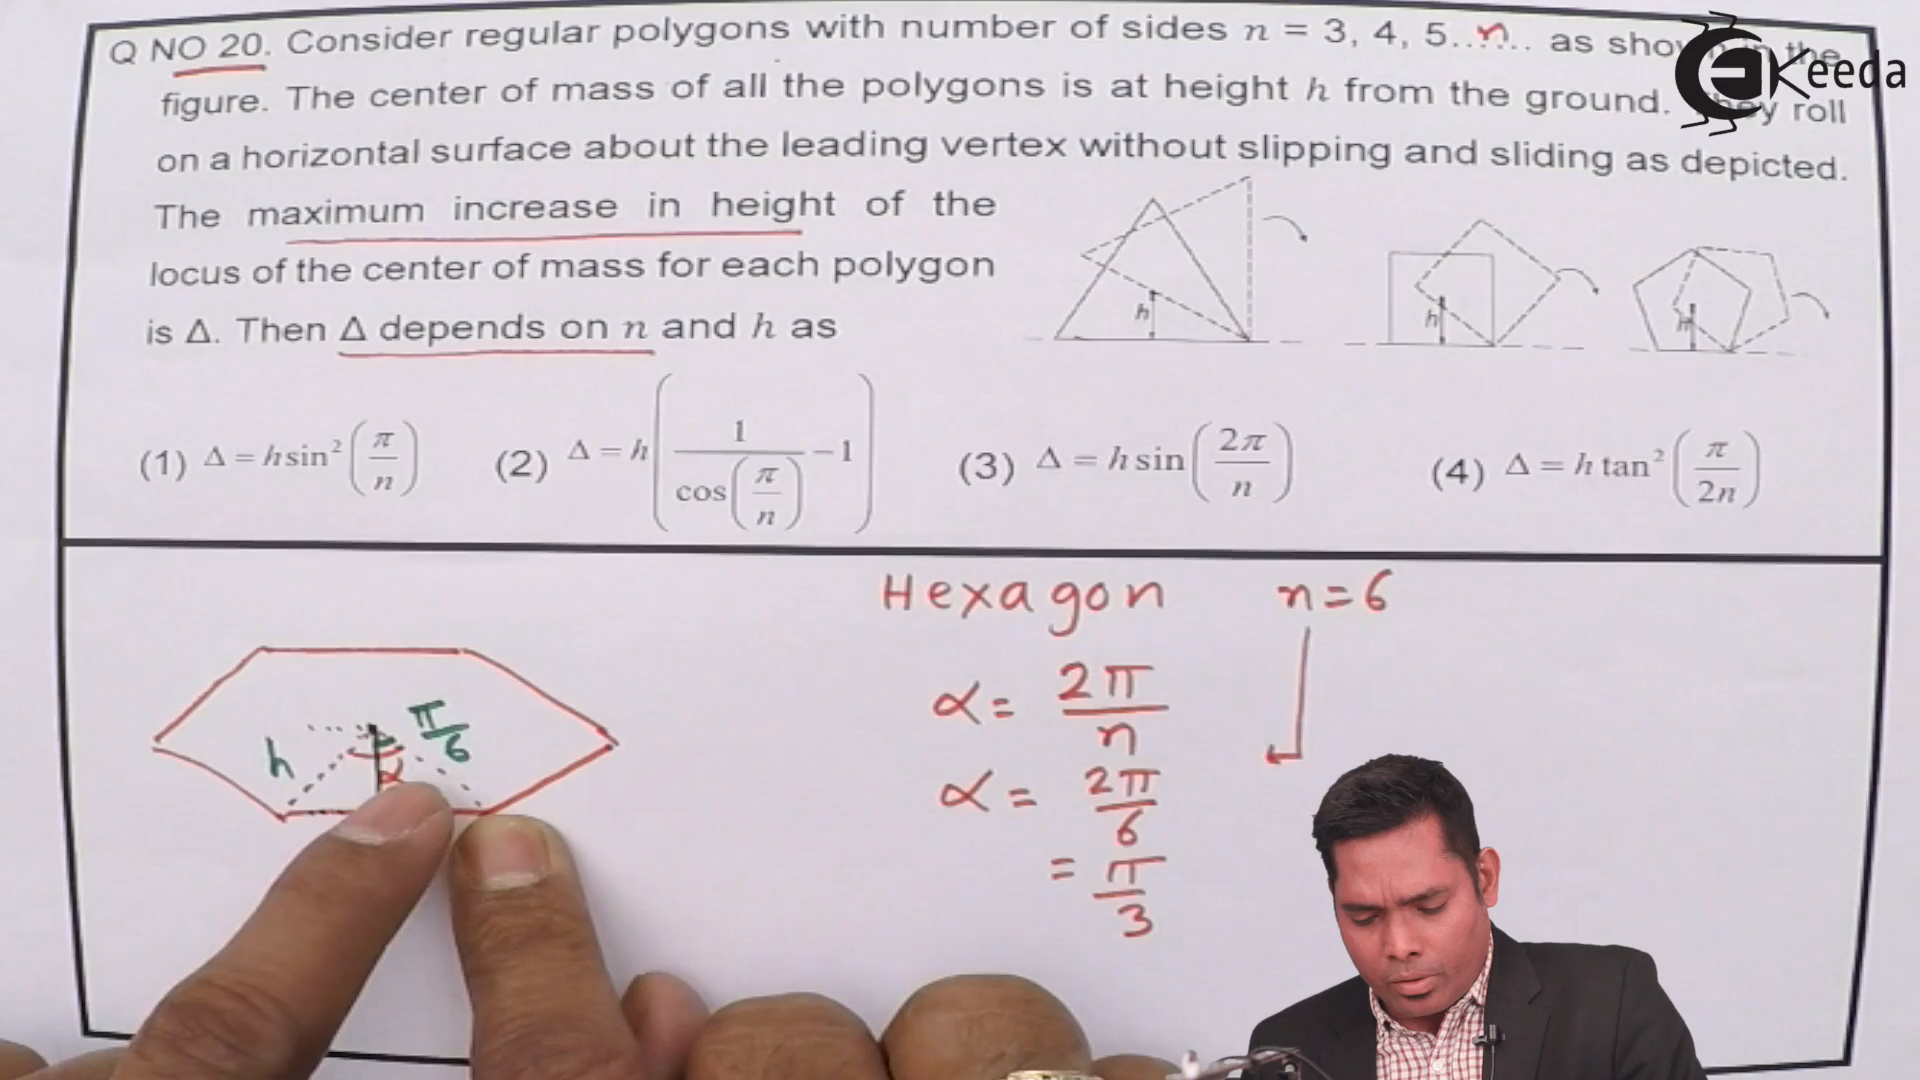 Q NO 20. Consider regular polygons with number of sides n = 3, 4, 5...n... as shown in the
figure. The center of mass of all the polygons is at height h from the ground. They roll
on a horizontal surface about the leading vertex without slipping and sliding as depicted.
The maximum increase in height of the
locus of the center of mass for each polygon
is Δ. Then Δ depends on n and h as
h h h
(1) Δ = h sin² (π/n) (2) Δ = h (1/cos(π/n) − 1) (3) Δ = h sin (2π/n) (4) Δ = h tan² (π/2n)
Keeda
Hexagon n=6
α = 2π/n
α = 2π/6
= π/3
h π/6
α